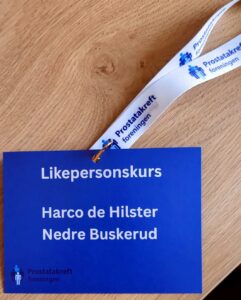 Prostatakreft
foreningen
Prostatakreft
foreningen
Likepersonskurs
Harco de Hilster
Nedre Buskerud
Prostatakreft
foreningen